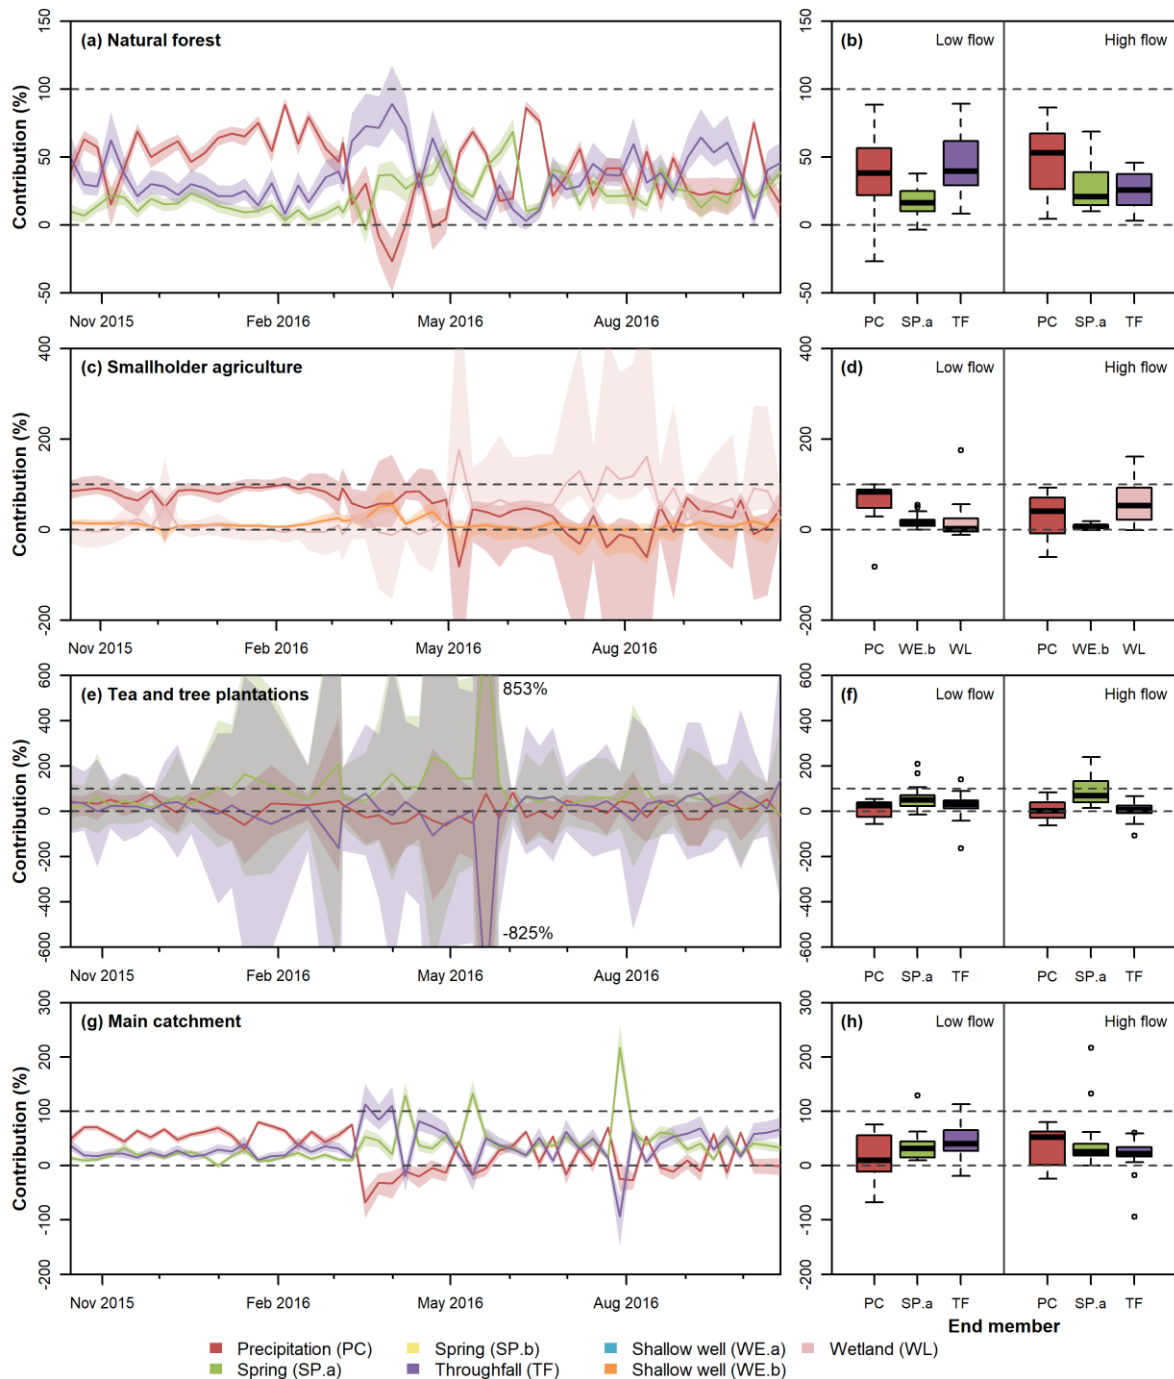 (a) Natural forest
(b)
Low flow
High flow
Contribution (%)
150
100
50
0
-50
150
100
50
0
-50
Nov 2015
Feb 2016
May 2016
Aug 2016
PC
SP.a
TF
PC
SP.a
TF
(c) Smallholder agriculture
(d)
Low flow
High flow
Contribution (%)
400
200
100
0
-200
400
200
100
0
-200
Nov 2015
Feb 2016
May 2016
Aug 2016
PC
WE.b
WL
PC
WE.b
WL
(e) Tea and tree plantations
853%
-825%
(f)
Low flow
High flow
Contribution (%)
600
400
200
100
0
-200
-400
-600
600
400
200
100
0
-200
-400
-600
Nov 2015
Feb 2016
May 2016
Aug 2016
PC
SP.a
TF
PC
SP.a
TF
(g) Main catchment
(h)
Low flow
High flow
Contribution (%)
300
200
100
0
-100
-200
300
200
100
0
-100
-200
Nov 2015
Feb 2016
May 2016
Aug 2016
PC
SP.a
TF
PC
SP.a
TF
End member
Precipitation (PC)
Spring (SP.b)
Shallow well (WE.a)
Wetland (WL)
Spring (SP.a)
Throughfall (TF)
Shallow well (WE.b)